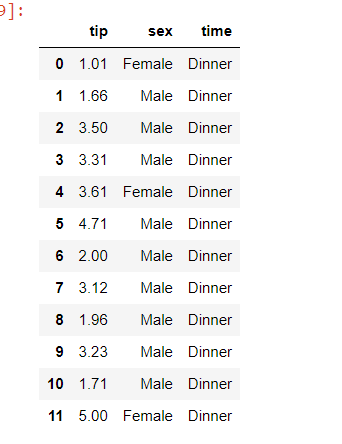 9]:
tip sex time
0 1.01 Female Dinner
1 1.66 Male Dinner
2 3.50 Male Dinner
3 3.31 Male Dinner
4 3.61 Female Dinner
5 4.71 Male Dinner
6 2.00 Male Dinner
7 3.12 Male Dinner
8 1.96 Male Dinner
9 3.23 Male Dinner
10 1.71 Male Dinner
11 5.00 Female Dinner